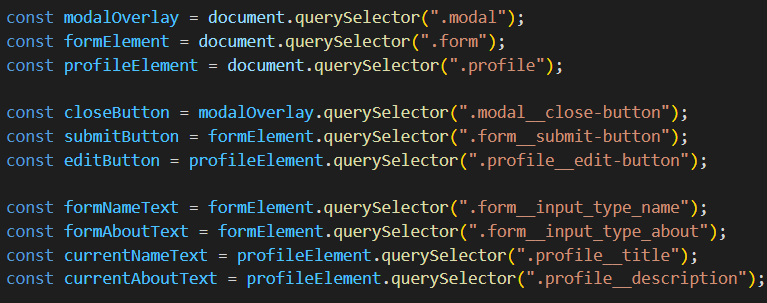 const modalOverlay = document.querySelector(".modal");
const formElement = document.querySelector(".form");
const profileElement = document.querySelector(".profile");
const closeButton = modalOverlay.querySelector(".modal__close-button");
const submitButton = formElement.querySelector(".form__submit-button");
const editButton = profileElement.querySelector(".profile__edit-button");
const formNameText = formElement.querySelector(".form__input_type_name");
const formAboutText = formElement.querySelector(".form__input_type_about");
const currentNameText = profileElement.querySelector(".profile__title");
const currentAboutText = profileElement.querySelector(".profile__description");